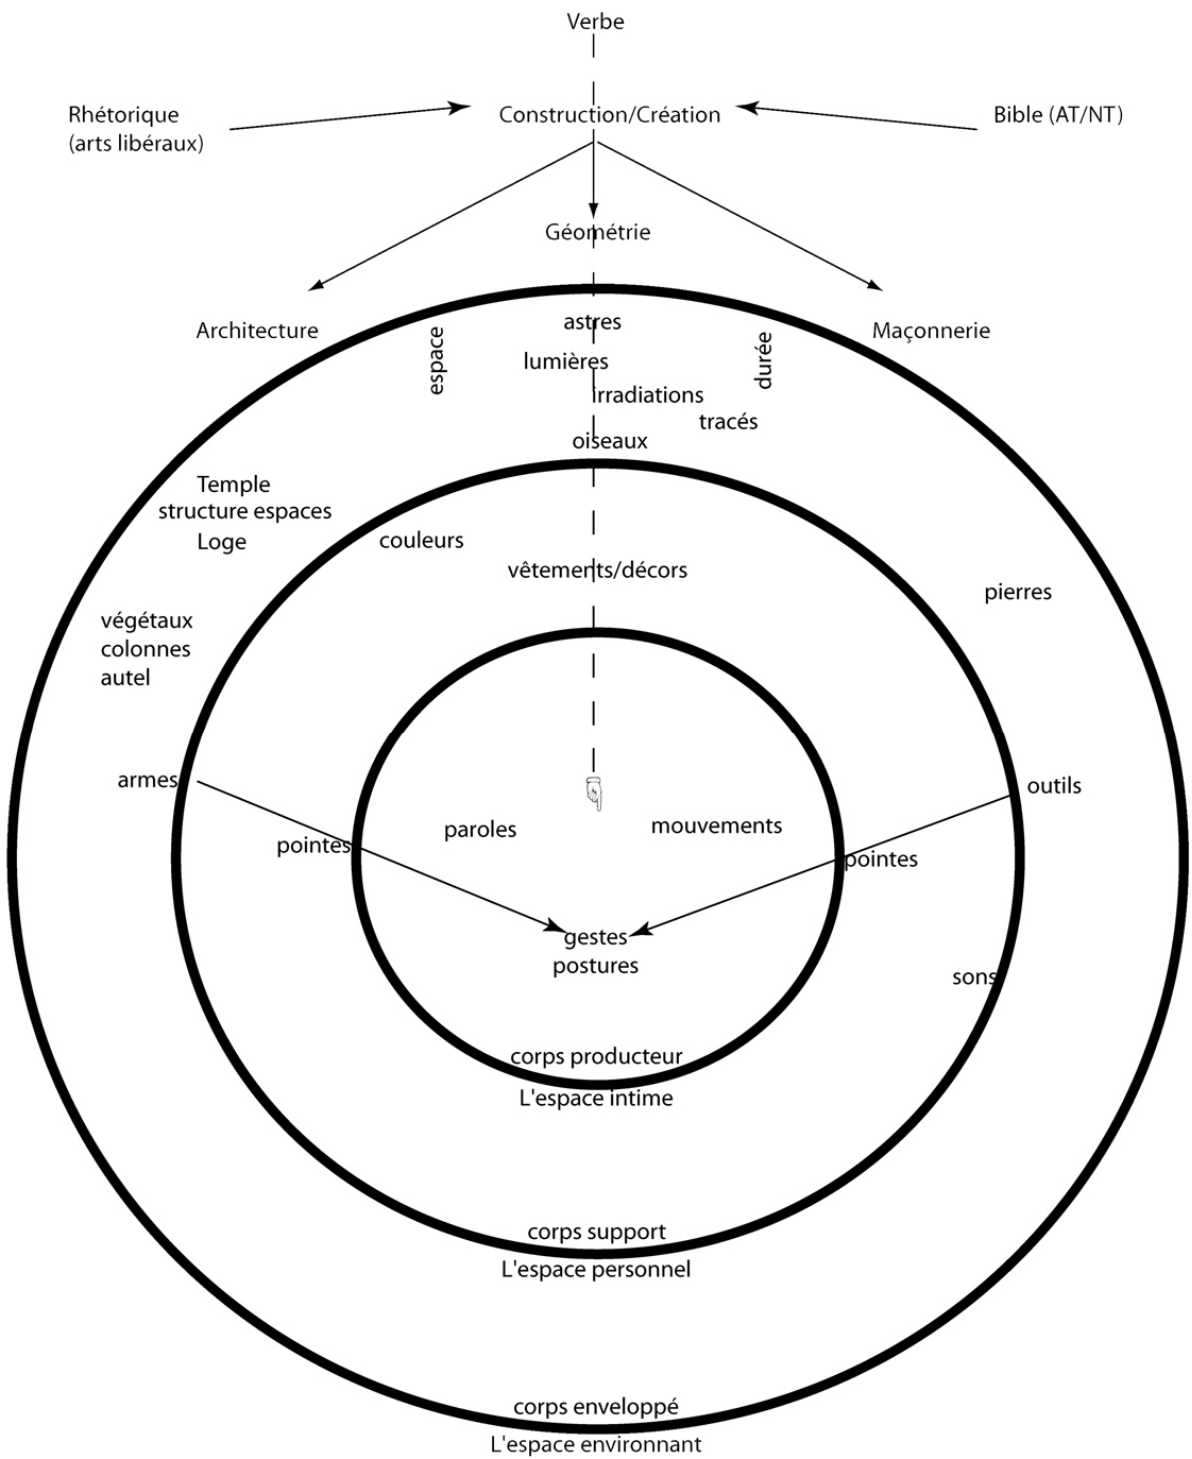 Verbe
Rhétorique
(arts libéraux)
Construction/Création
Bible (AT/NT)
Géométrie
Architecture
Maçonnerie
espace
astres
durée
lumières
irradiations
tracés
oiseaux
Temple
structure espaces
Loge
couleurs
vêtements/décors
pierres
végétaux
colonnes
autel
armes
outils
paroles
mouvements
pointes
pointes
gestes
postures
sons
corps producteur
L'espace intime
corps support
L'espace personnel
corps enveloppé
L'espace environnant